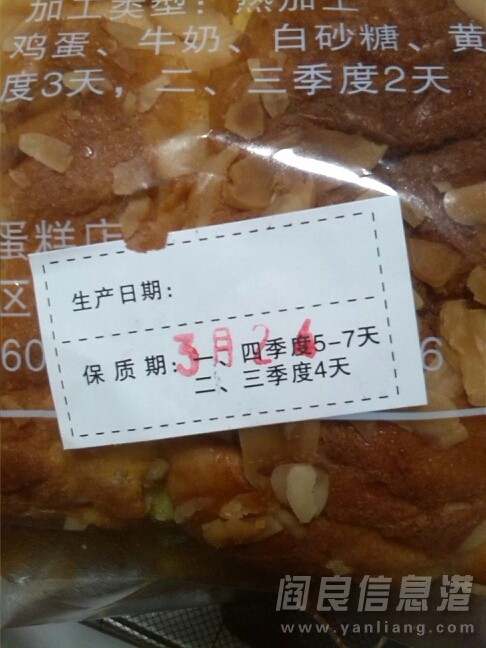 加工类型：热加工
鸡蛋、牛奶、白砂糖、黄
度3天，二、三季度2天
蛋糕店
区
60
6
生产日期：
3月26
保 质 期：一、四季度5-7天
二、三季度4天
阎良信息港
www.yanliang.com